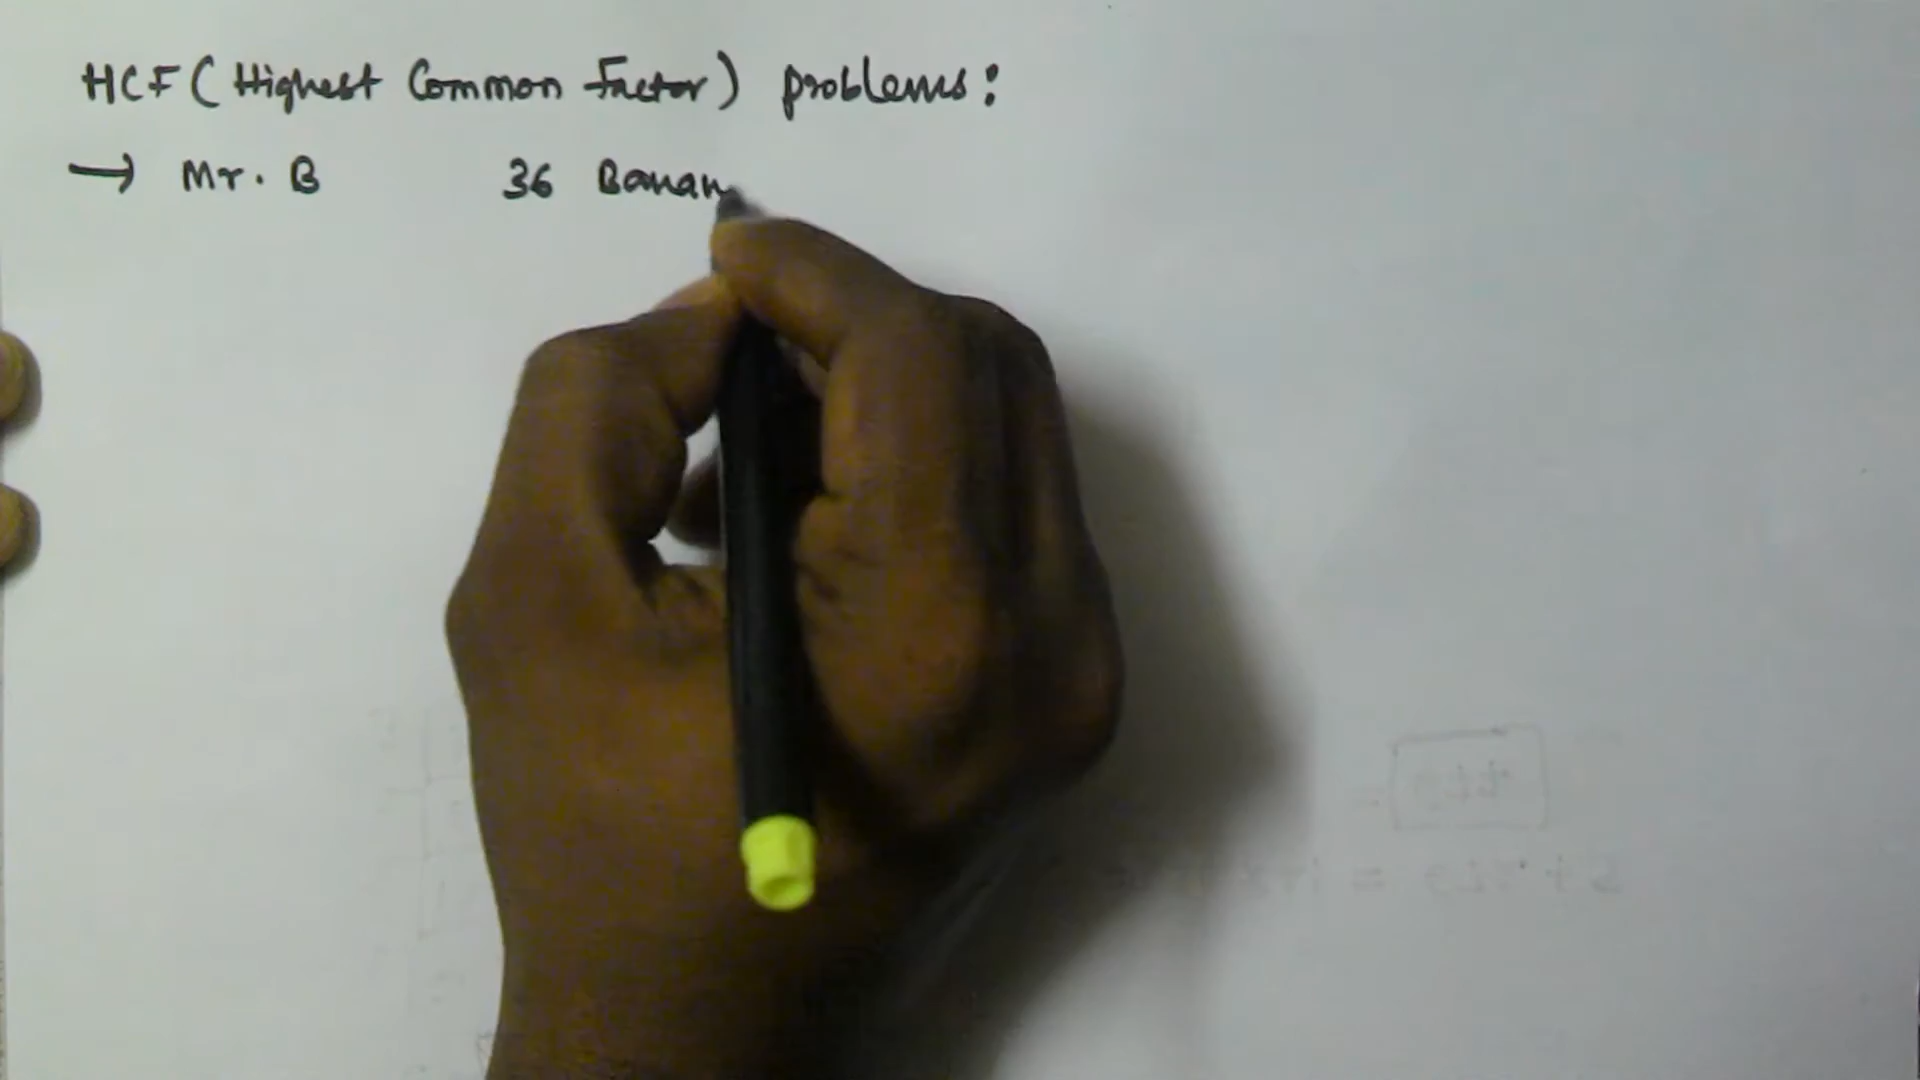 HCF (Highest Common Factor) problems:
→ Mr. B 36 Banan